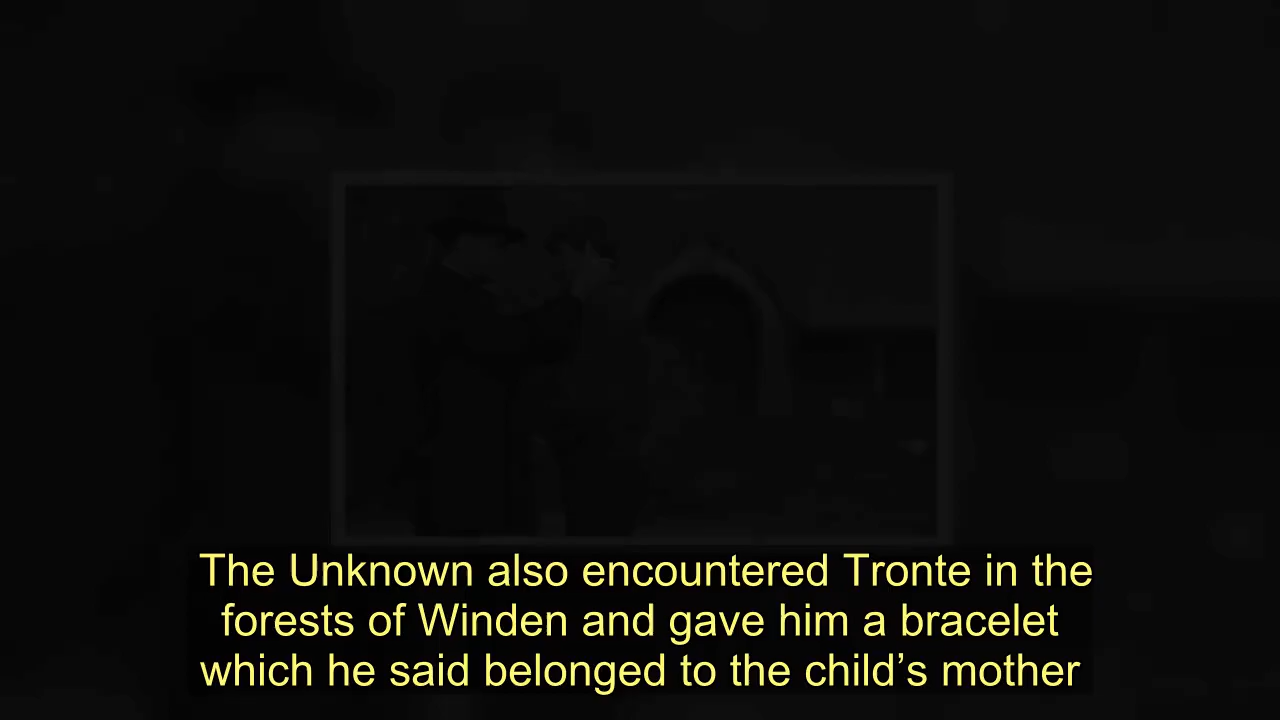 The Unknown also encountered Tronte in the
forests of Winden and gave him a bracelet
which he said belonged to the child’s mother